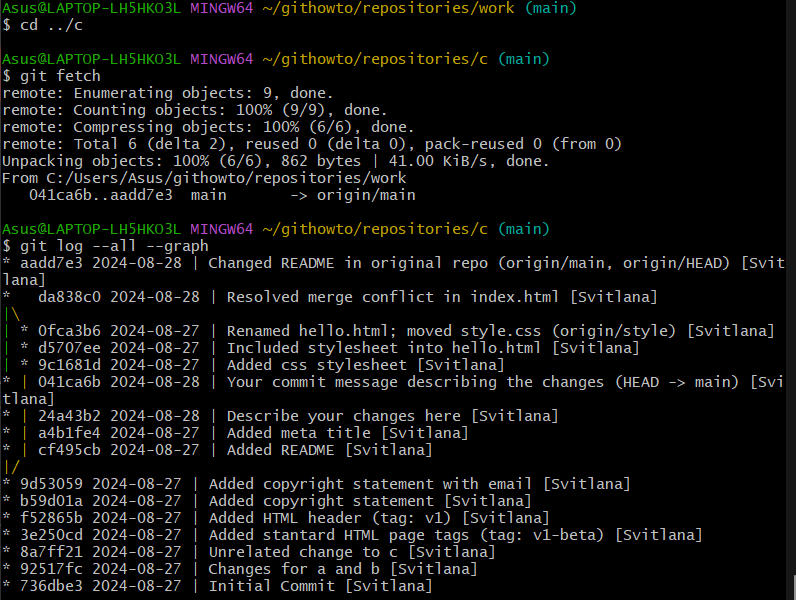 Asus@LAPTOP-LH5HKO3L MINGW64 ~/githowto/repositories/work (main)
$ cd ../c
Asus@LAPTOP-LH5HKO3L MINGW64 ~/githowto/repositories/c (main)
$ git fetch
remote: Enumerating objects: 9, done.
remote: Counting objects: 100% (9/9), done.
remote: Compressing objects: 100% (6/6), done.
remote: Total 6 (delta 2), reused 0 (delta 0), pack-reused 0 (from 0)
Unpacking objects: 100% (6/6), 862 bytes | 41.00 KiB/s, done.
From C:/Users/Asus/githowto/repositories/work
   041ca6b..aadd7e3  main       -> origin/main
Asus@LAPTOP-LH5HKO3L MINGW64 ~/githowto/repositories/c (main)
$ git log --all --graph
* aadd7e3 2024-08-28 | Changed README in original repo (origin/main, origin/HEAD) [Svit
lana]
*   da838c0 2024-08-28 | Resolved merge conflict in index.html [Svitlana]
|\
| * 0fca3b6 2024-08-27 | Renamed hello.html; moved style.css (origin/style) [Svitlana]
| * d5707ee 2024-08-27 | Included stylesheet into hello.html [Svitlana]
| * 9c1681d 2024-08-27 | Added css stylesheet [Svitlana]
* | 041ca6b 2024-08-28 | Your commit message describing the changes (HEAD -> main) [Svi
tlana]
* | 24a43b2 2024-08-28 | Describe your changes here [Svitlana]
* | a4b1fe4 2024-08-27 | Added meta title [Svitlana]
* | cf495cb 2024-08-27 | Added README [Svitlana]
|/
* 9d53059 2024-08-27 | Added copyright statement with email [Svitlana]
* b59d01a 2024-08-27 | Added copyright statement [Svitlana]
* f52865b 2024-08-27 | Added HTML header (tag: v1) [Svitlana]
* 3e250cd 2024-08-27 | Added stantard HTML page tags (tag: v1-beta) [Svitlana]
* 8a7ff21 2024-08-27 | Unrelated change to c [Svitlana]
* 92517fc 2024-08-27 | Changes for a and b [Svitlana]
* 736dbe3 2024-08-27 | Initial Commit [Svitlana]